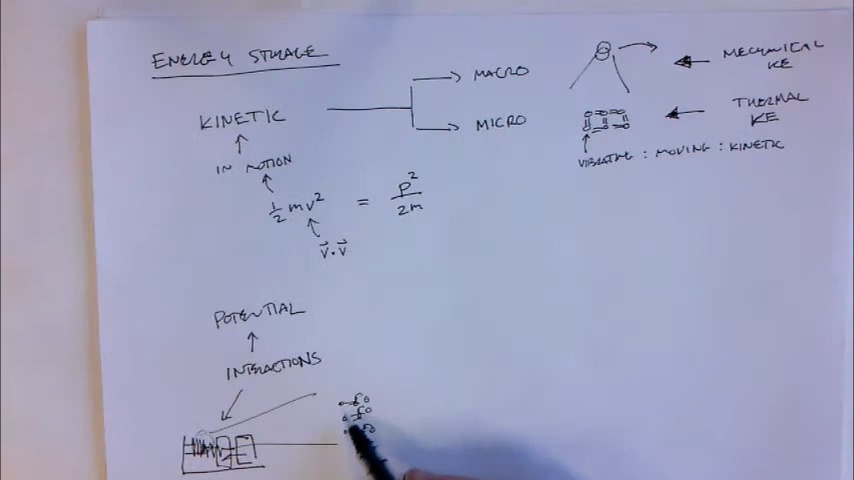 ENERGY STORAGE
KINETIC
MACRO
MICRO
MECHANICAL
KE
THERMAL
KE
VIBRATING : MOVING : KINETIC
IN MOTION
½ mv² = p²/2m
v⃗ · v⃗
POTENTIAL
INTERACTIONS